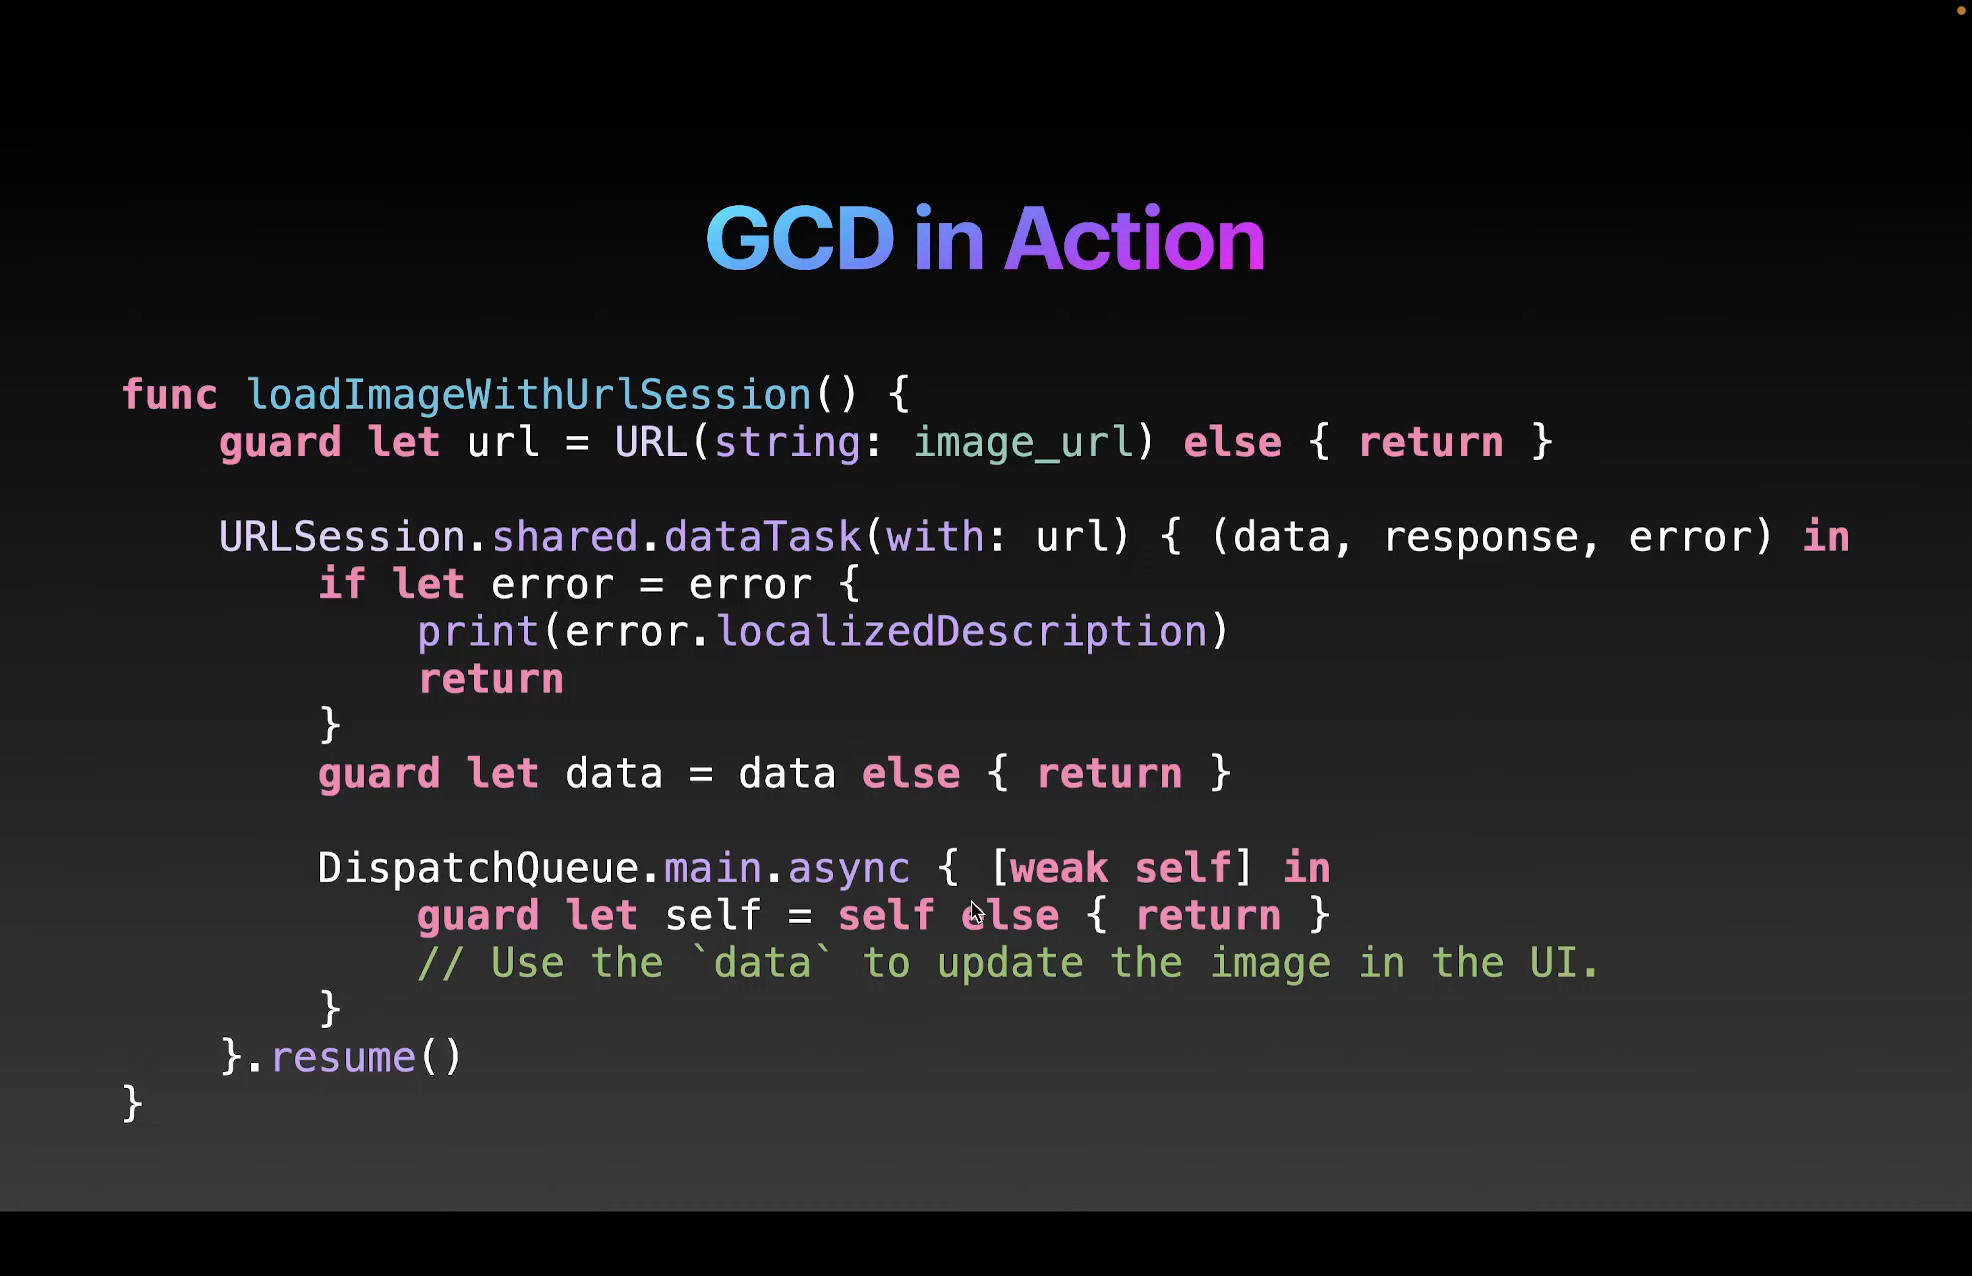 GCD in Action
func loadImageWithUrlSession() {
    guard let url = URL(string: image_url) else { return }
    URLSession.shared.dataTask(with: url) { (data, response, error) in
        if let error = error {
            print(error.localizedDescription)
            return
        }
        guard let data = data else { return }
        DispatchQueue.main.async { [weak self] in
            guard let self = self else { return }
            // Use the `data` to update the image in the UI.
        }
    }.resume()
}